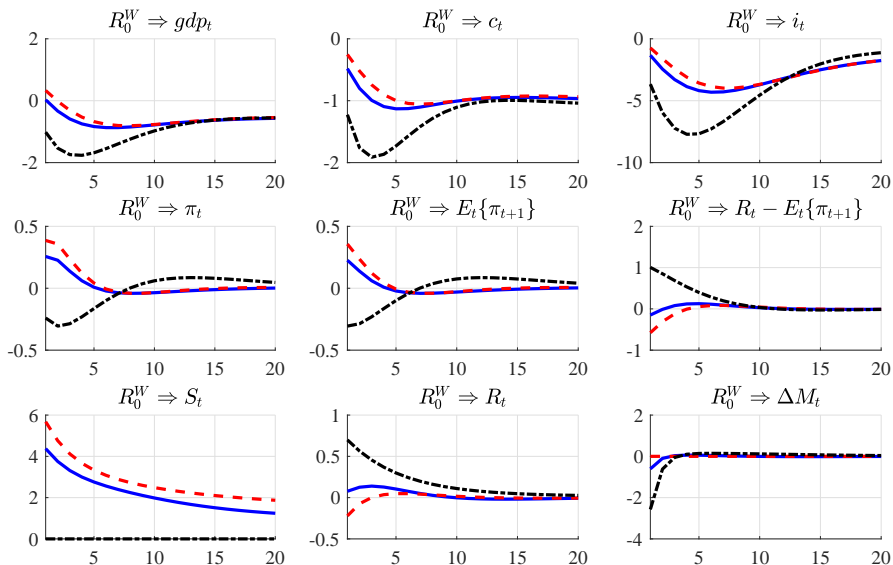 R_0^W ⇒ gdp_t R_0^W ⇒ c_t R_0^W ⇒ i_t
2 0 0
0 -1 -5
-2 -2 -10
5 10 15 20 5 10 15 20 5 10 15 20
R_0^W ⇒ π_t R_0^W ⇒ E_t{π_{t+1}} R_0^W ⇒ R_t − E_t{π_{t+1}}
0.5 0.5 2
1
0 0 0
-0.5 -0.5 -1
5 10 15 20 5 10 15 20 5 10 15 20
R_0^W ⇒ S_t R_0^W ⇒ R_t R_0^W ⇒ ΔM_t
6 1 2
4 0.5 0
2 0 -2
0 -0.5 -4
5 10 15 20 5 10 15 20 5 10 15 20